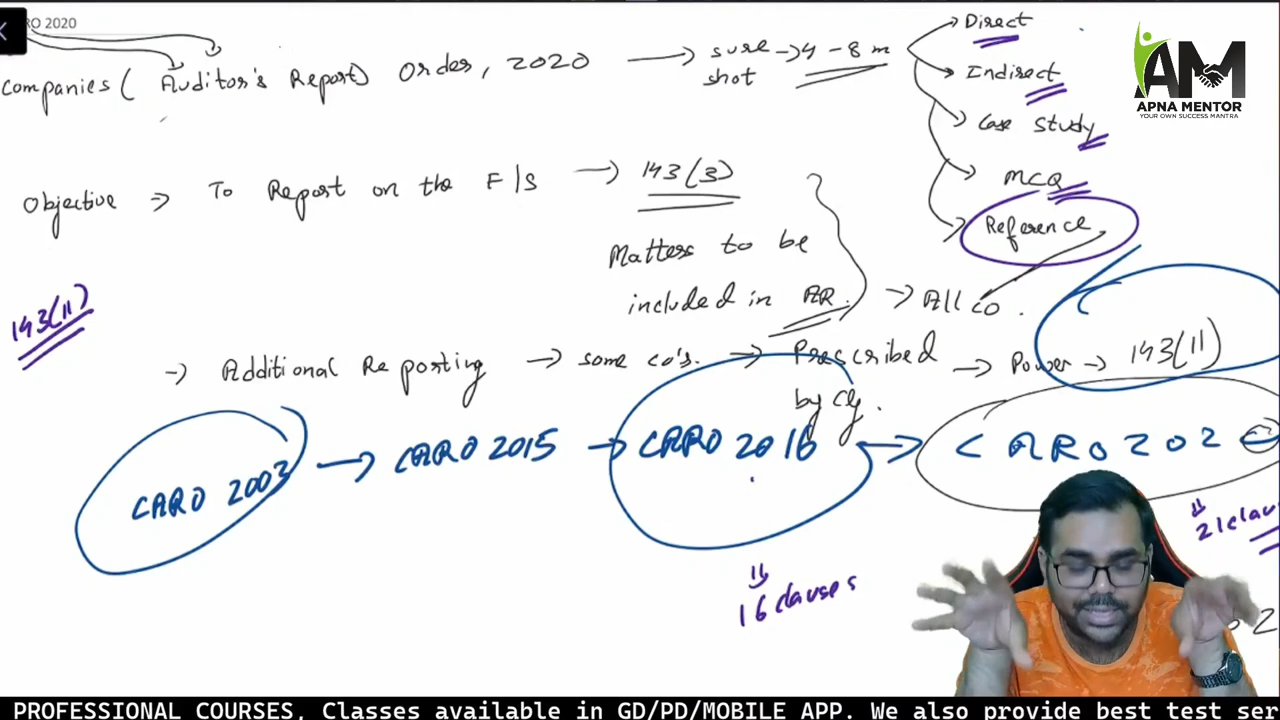 RO 2020
Companies (Auditor's Report) Order, 2020 → sure shot → 4-8 m
Direct
Indirect
Case Study
MCQ
Reference
AM
APNA MENTOR
YOUR OWN SUCCESS MANTRA
Objective ⇒ To Report on the F/S → 143(3)
Matters to be
included in AR. → All co.
143(11)
→ Additional Reporting → some co's. → Prescribed by CG. → Power → 143(11)
CARO 2003 → CARO 2015 → CARO 2016 → CARO 202
16 clauses
21 clau
PROFESSIONAL COURSES, Classes available in GD/PD/MOBILE APP. We also provide best test ser